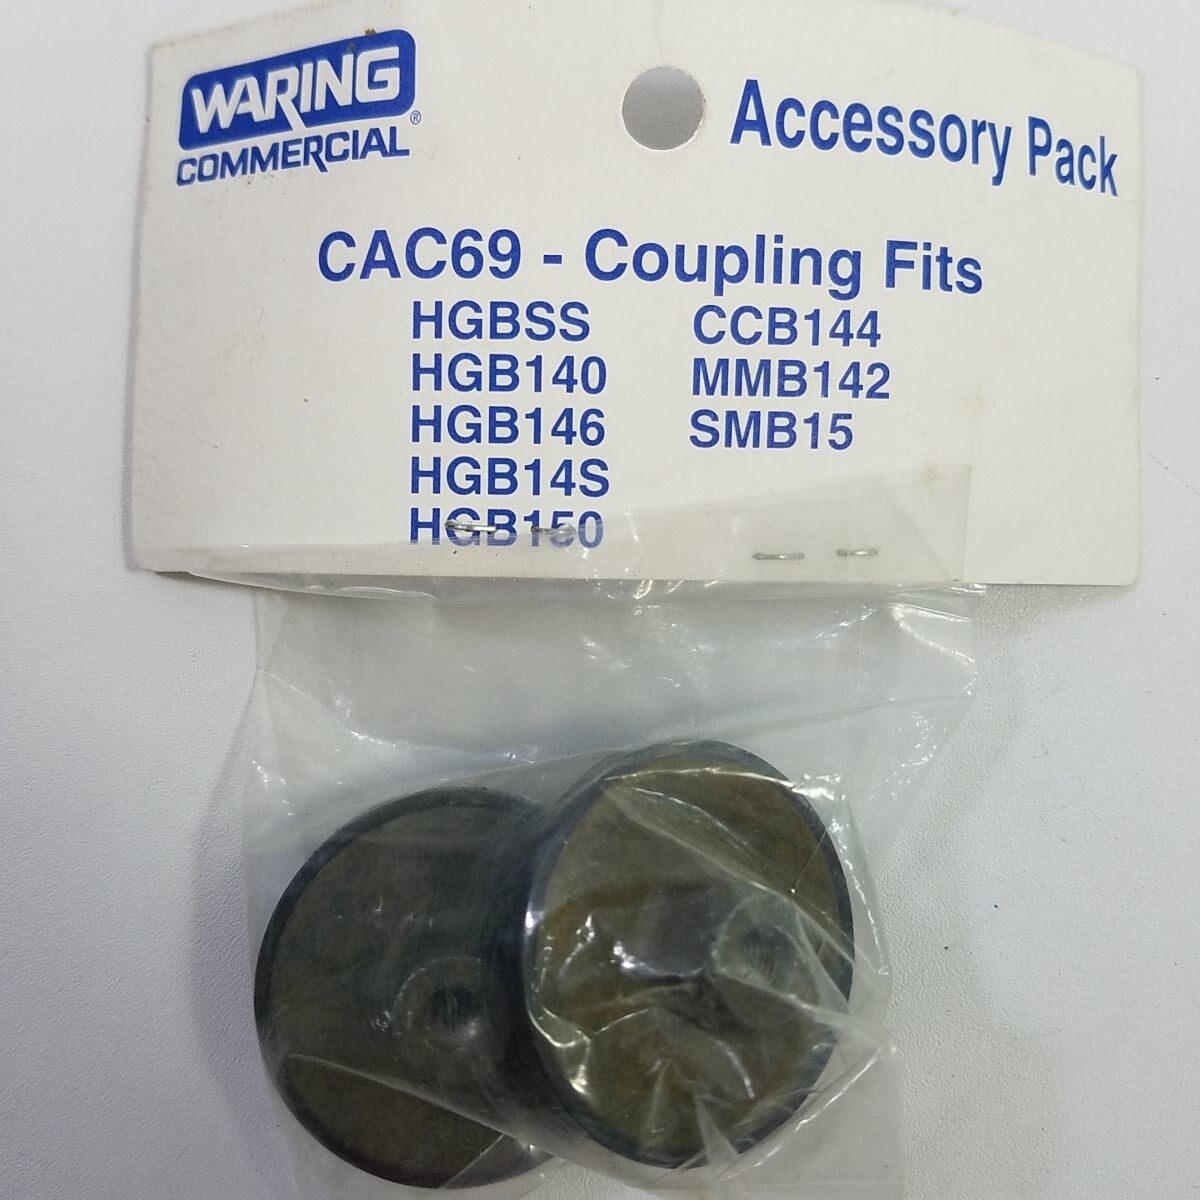 WARING
COMMERCIAL®
Accessory Pack
CAC69 - Coupling Fits
HGBSS
HGB140
HGB146
HGB14S
HGB150
CCB144
MMB142
SMB15